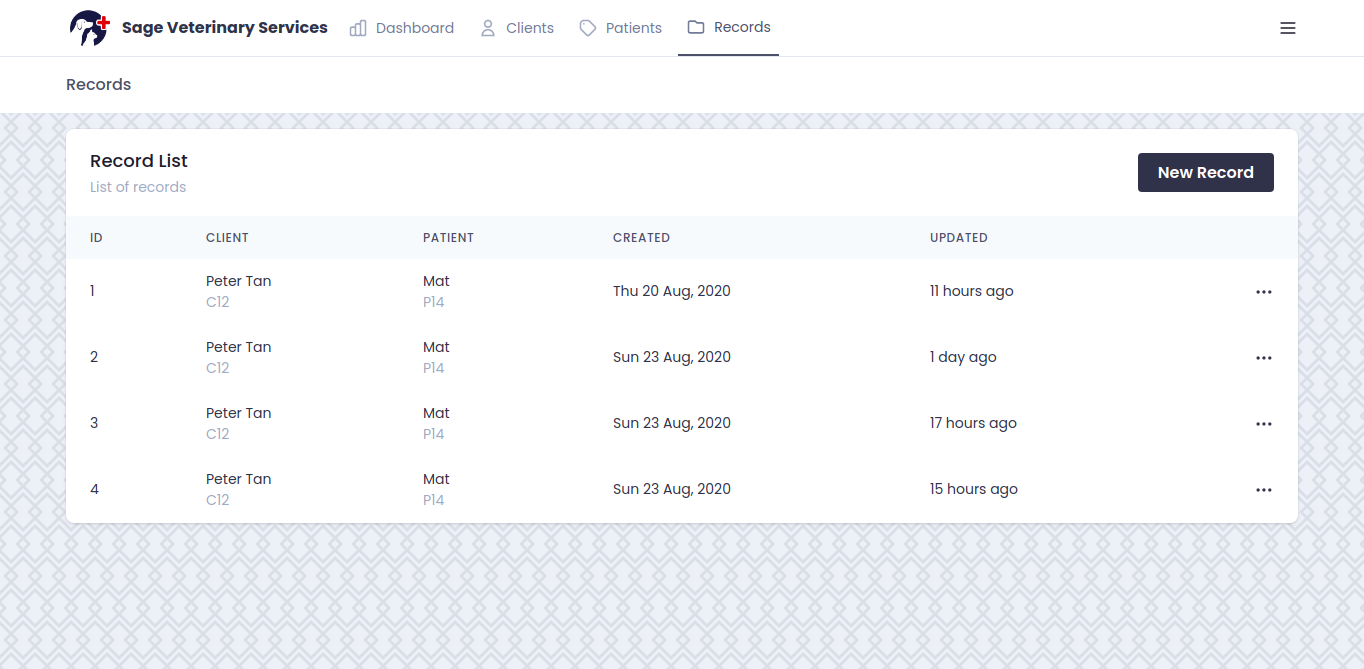 Sage Veterinary Services Dashboard Clients Patients Records
Records
Record List
List of records
New Record
ID CLIENT PATIENT CREATED UPDATED
1 Peter Tan Mat Thu 20 Aug, 2020 11 hours ago
C12 P14
2 Peter Tan Mat Sun 23 Aug, 2020 1 day ago
C12 P14
3 Peter Tan Mat Sun 23 Aug, 2020 17 hours ago
C12 P14
4 Peter Tan Mat Sun 23 Aug, 2020 15 hours ago
C12 P14